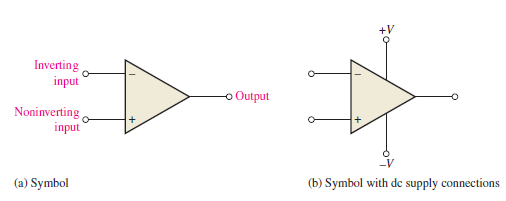 +V
Inverting
input
−
Output
−
Noninverting
input
+
+
−V
(a) Symbol
(b) Symbol with dc supply connections